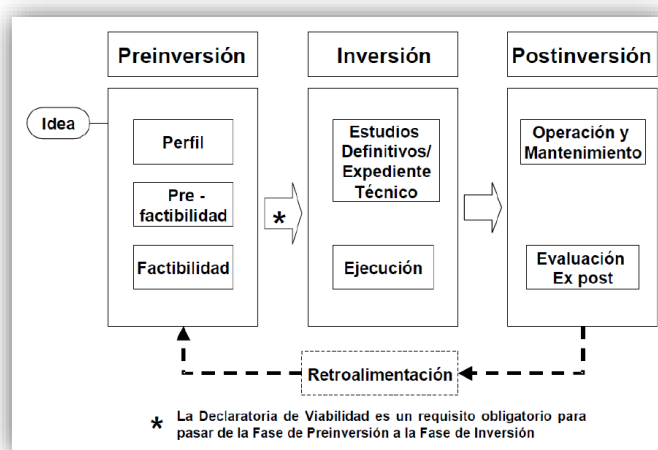 Preinversión
Inversión
Postinversión
Idea
Perfil
Pre -
factibilidad
Factibilidad
*
Estudios
Definitivos/
Expediente
Técnico
Ejecución
Operación y
Mantenimiento
Evaluación
Ex post
Retroalimentación
* La Declaratoria de Viabilidad es un requisito obligatorio para
pasar de la Fase de Preinversión a la Fase de Inversión